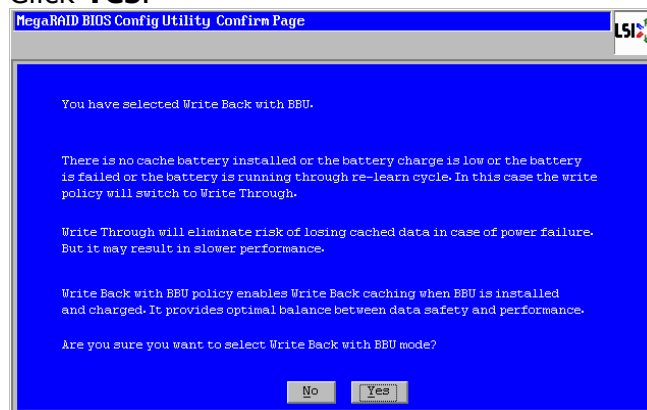 Click Yes.
MegaRAID BIOS Config Utility Confirm Page
LSI
You have selected Write Back with BBU.
There is no cache battery installed or the battery charge is low or the battery
is failed or the battery is running through re-learn cycle. In this case the write
policy will switch to Write Through.
Write Through will eliminate risk of losing cached data in case of power failure.
But it may result in slower performance.
Write Back with BBU policy enables Write Back caching when BBU is installed
and charged. It provides optimal balance between data safety and performance.
Are you sure you want to select Write Back with BBU mode?
No Yes